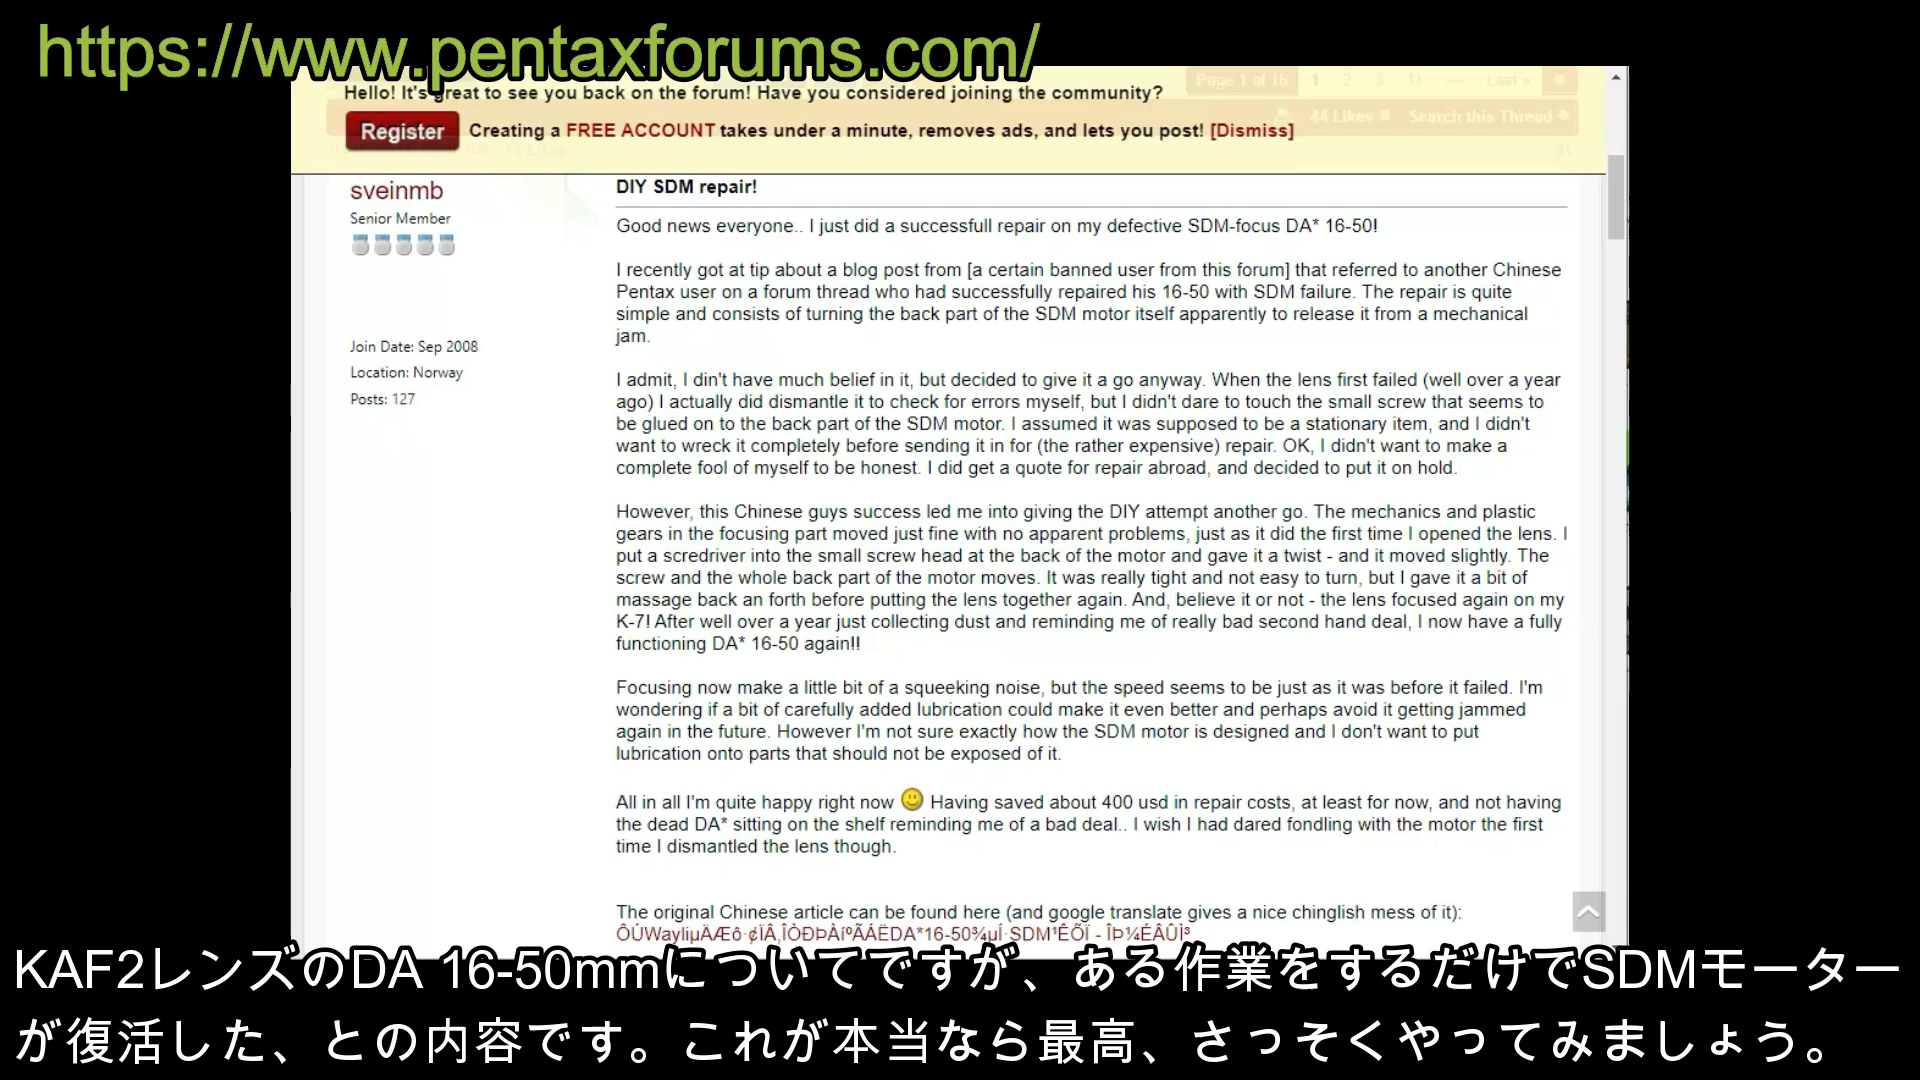 https://www.pentaxforums.com/
Page 1 of 16 1 2 3 11 — Last »
Hello! It's great to see you back on the forum! Have you considered joining the community?
44 Likes Search this Thread
Register Creating a FREE ACCOUNT takes under a minute, removes ads, and lets you post! [Dismiss]
sveinmb
Senior Member
Join Date: Sep 2008
Location: Norway
Posts: 127
DIY SDM repair!
Good news everyone.. I just did a successfull repair on my defective SDM-focus DA* 16-50!
I recently got at tip about a blog post from [a certain banned user from this forum] that referred to another Chinese
Pentax user on a forum thread who had successfully repaired his 16-50 with SDM failure. The repair is quite
simple and consists of turning the back part of the SDM motor itself apparently to release it from a mechanical
jam.
I admit, I din't have much belief in it, but decided to give it a go anyway. When the lens first failed (well over a year
ago) I actually did dismantle it to check for errors myself, but I didn't dare to touch the small screw that seems to
be glued on to the back part of the SDM motor. I assumed it was supposed to be a stationary item, and I didn't
want to wreck it completely before sending it in for (the rather expensive) repair. OK, I didn't want to make a
complete fool of myself to be honest. I did get a quote for repair abroad, and decided to put it on hold.
However, this Chinese guys success led me into giving the DIY attempt another go. The mechanics and plastic
gears in the focusing part moved just fine with no apparent problems, just as it did the first time I opened the lens. I
put a scredriver into the small screw head at the back of the motor and gave it a twist - and it moved slightly. The
screw and the whole back part of the motor moves. It was really tight and not easy to turn, but I gave it a bit of
massage back an forth before putting the lens together again. And, believe it or not - the lens focused again on my
K-7! After well over a year just collecting dust and reminding me of really bad second hand deal, I now have a fully
functioning DA* 16-50 again!!
Focusing now make a little bit of a squeeking noise, but the speed seems to be just as it was before it failed. I'm
wondering if a bit of carefully added lubrication could make it even better and perhaps avoid it getting jammed
again in the future. However I'm not sure exactly how the SDM motor is designed and I don't want to put
lubrication onto parts that should not be exposed of it.
All in all I'm quite happy right now Having saved about 400 usd in repair costs, at least for now, and not having
the dead DA* sitting on the shelf reminding me of a bad deal.. I wish I had dared fondling with the motor the first
time I dismantled the lens though.
The original Chinese article can be found here (and google translate gives a nice chinglish mess of it):
KAF2レンズのDA 16-50mmについてですが、ある作業をするだけでSDMモーター
が復活した、との内容です。これが本当なら最高、さっそくやってみましょう。